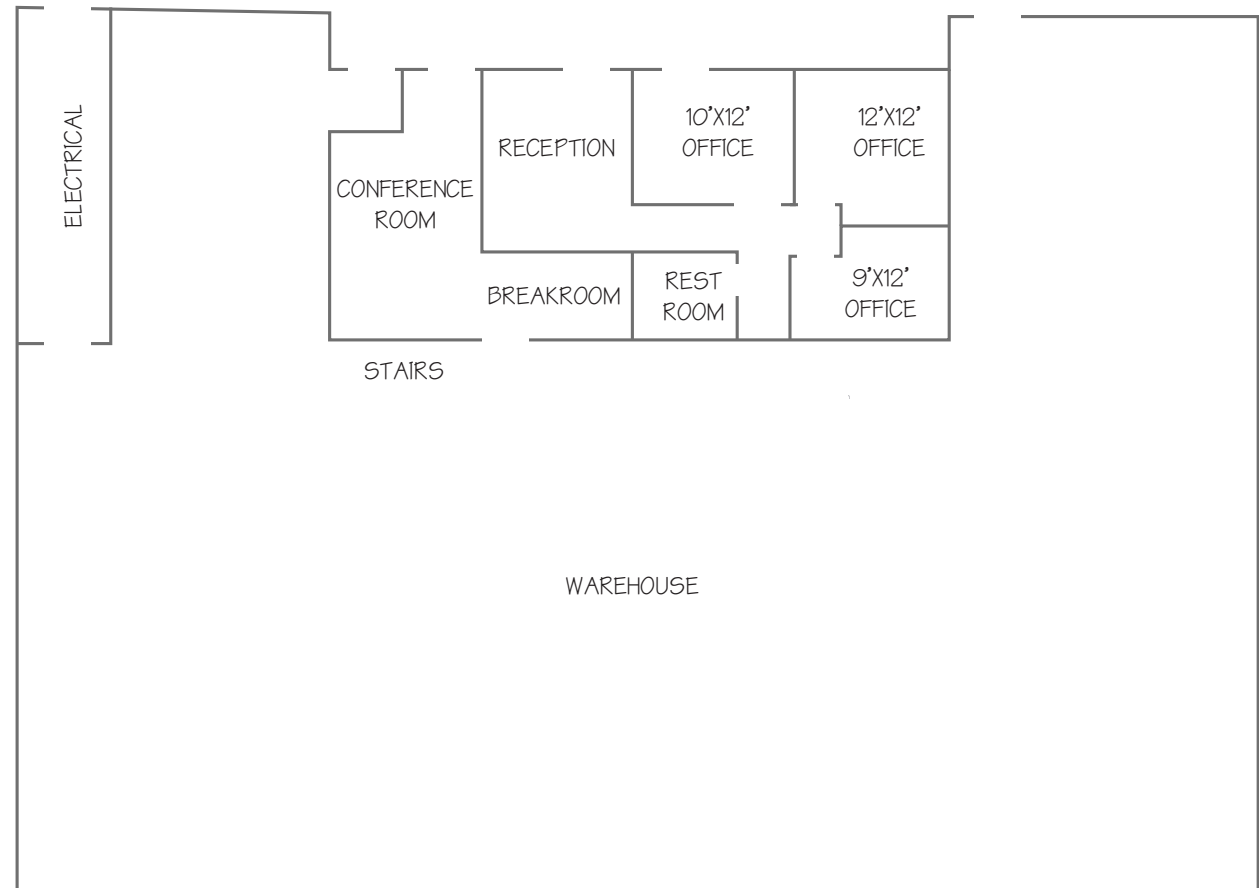 ELECTRICAL
CONFERENCE
ROOM
RECEPTION
10'X12'
OFFICE
12'X12'
OFFICE
BREAKROOM
REST
ROOM
9'X12'
OFFICE
STAIRS
WAREHOUSE